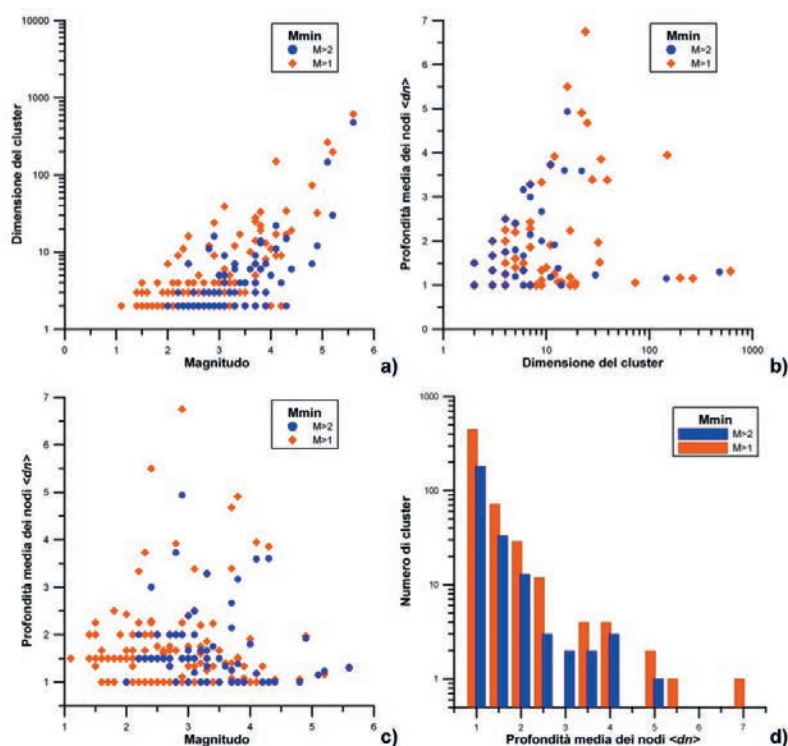 10000
1000
100
10
1
Dimensione del cluster
0 1 2 3 4 5 6
Magnitudo
Mmin
M>2
M>1
a)
7
6
5
4
3
2
1
0
Profondità media dei nodi <dn>
1 10 100 1000
Dimensione del cluster
Mmin
M>2
M>1
b)
7
6
5
4
3
2
1
0
Profondità media dei nodi <dn>
1 2 3 4 5 6
Magnitudo
Mmin
M>2
M>1
c)
1000
100
10
1
Numero di cluster
1 2 3 4 5 6 7
Profondità media dei nodi <dn>
Mmin
M>2
M>1
d)